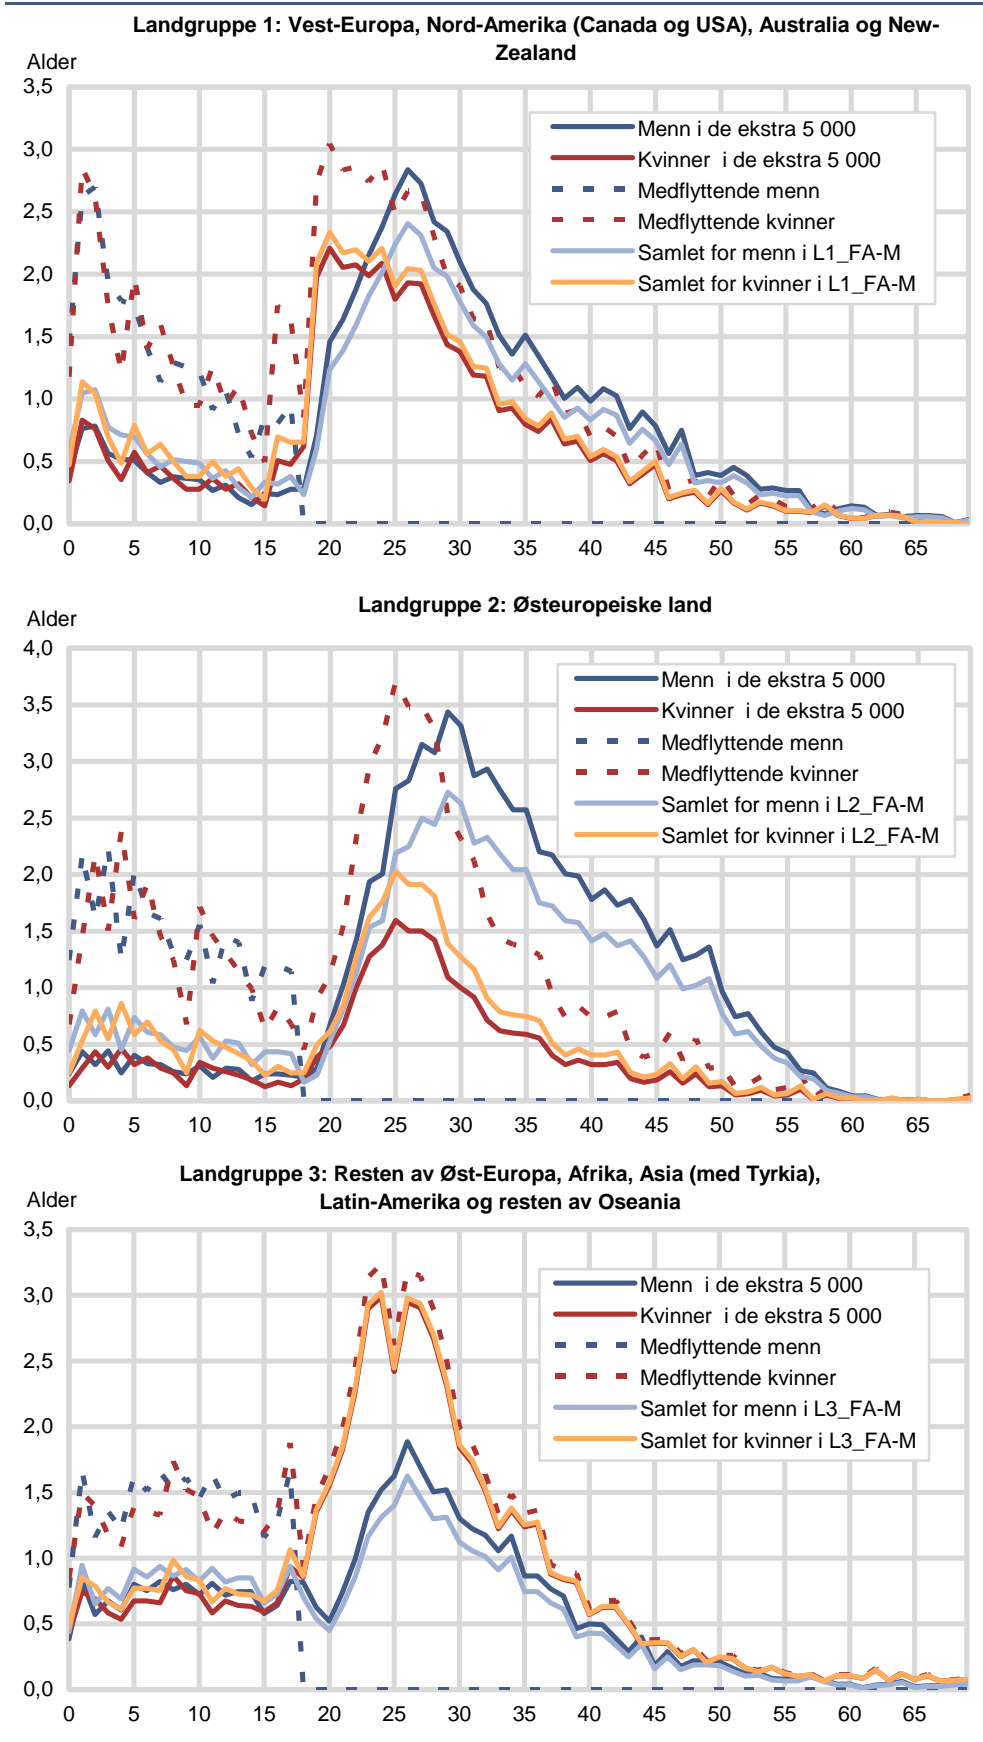 Landgruppe 1: Vest-Europa, Nord-Amerika (Canada og USA), Australia og New-
Zealand
Alder
3,5
3,0
2,5
2,0
1,5
1,0
0,5
0,0
0 5 10 15 20 25 30 35 40 45 50 55 60 65
Menn i de ekstra 5 000
Kvinner i de ekstra 5 000
Medflyttende menn
Medflyttende kvinner
Samlet for menn i L1_FA-M
Samlet for kvinner i L1_FA-M
Landgruppe 2: Østeuropeiske land
Alder
4,0
3,5
3,0
2,5
2,0
1,5
1,0
0,5
0,0
0 5 10 15 20 25 30 35 40 45 50 55 60 65
Menn i de ekstra 5 000
Kvinner i de ekstra 5 000
Medflyttende menn
Medflyttende kvinner
Samlet for menn i L2_FA-M
Samlet for kvinner i L2_FA-M
Landgruppe 3: Resten av Øst-Europa, Afrika, Asia (med Tyrkia),
Latin-Amerika og resten av Oseania
Alder
3,5
3,0
2,5
2,0
1,5
1,0
0,5
0,0
0 5 10 15 20 25 30 35 40 45 50 55 60 65
Menn i de ekstra 5 000
Kvinner i de ekstra 5 000
Medflyttende menn
Medflyttende kvinner
Samlet for menn i L3_FA-M
Samlet for kvinner i L3_FA-M